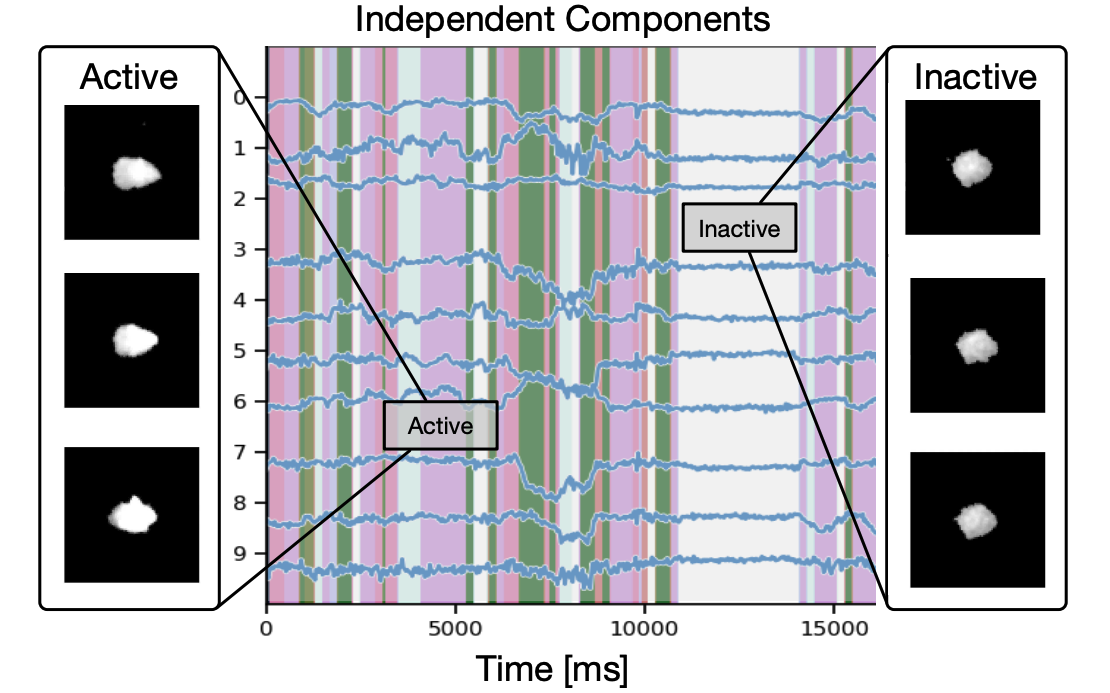 Independent Components
Active
Inactive
0
1
2
3
4
5
6
7
8
9
Inactive
Active
0 5000 10000 15000
Time [ms]